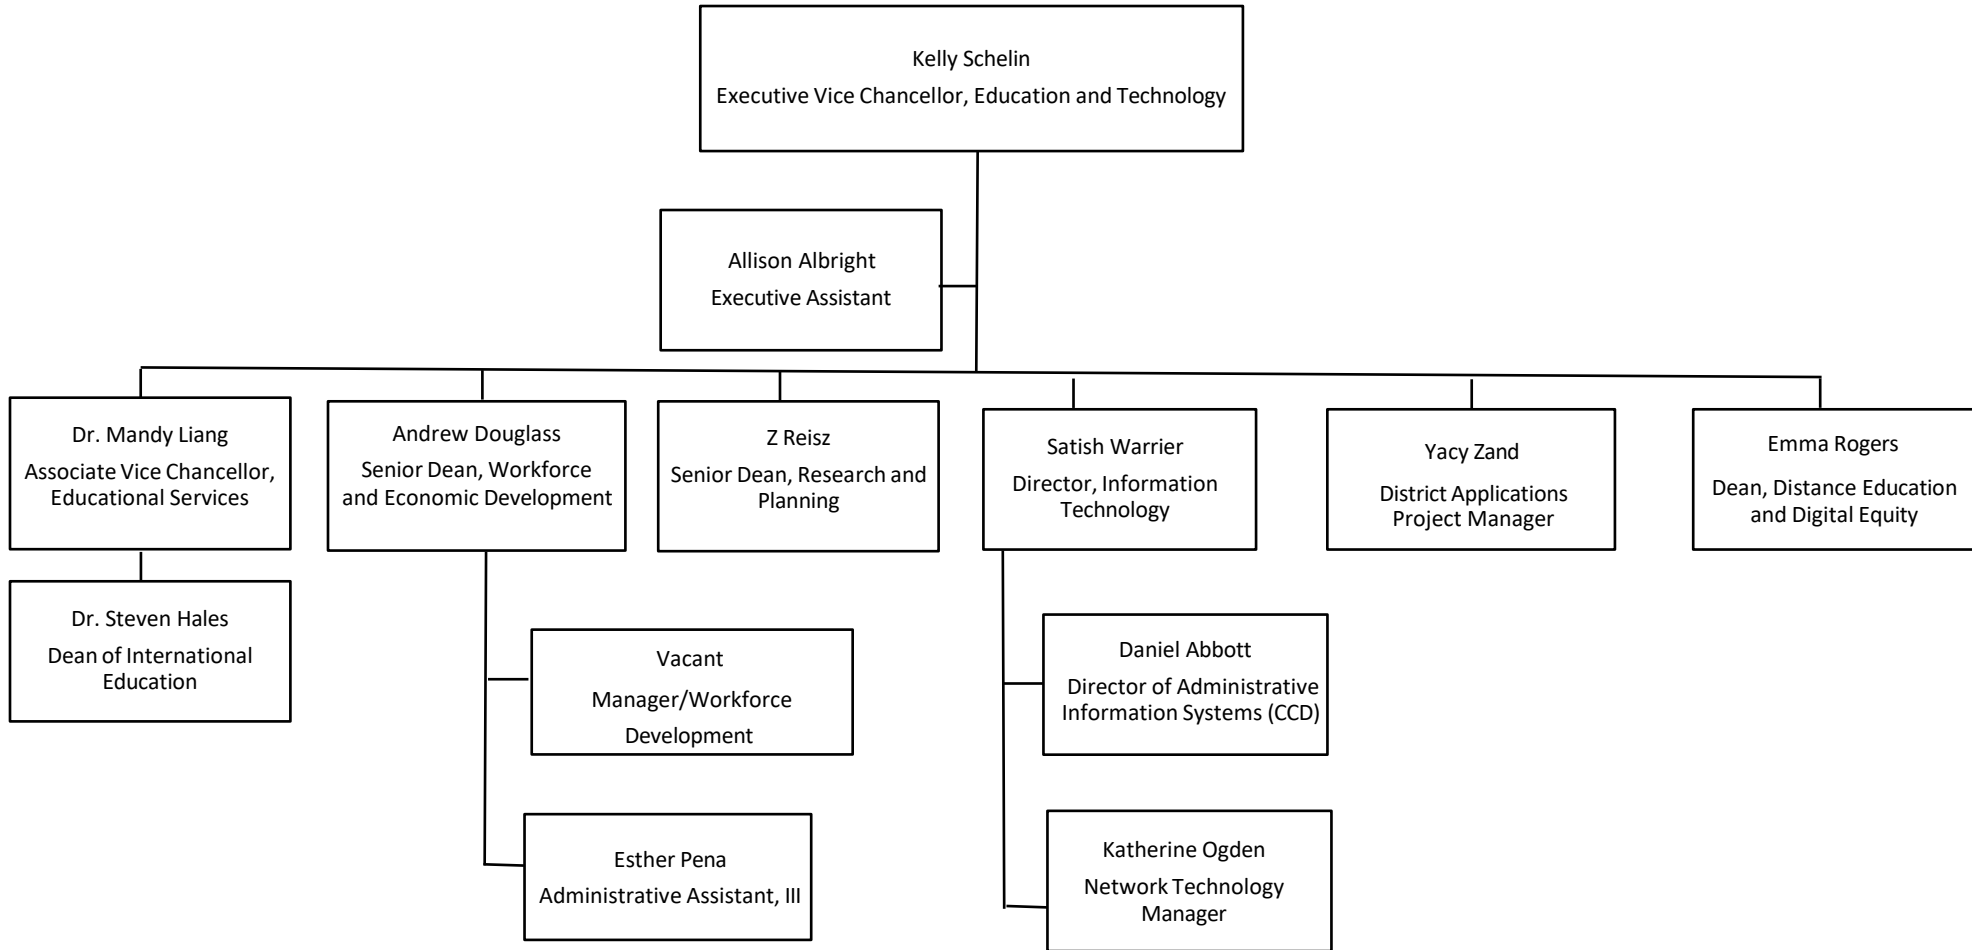 Kelly Schelin
Executive Vice Chancellor, Education and Technology
Allison Albright
Executive Assistant
Dr. Mandy Liang
Associate Vice Chancellor,
Educational Services
Andrew Douglass
Senior Dean, Workforce
and Economic Development
Z Reisz
Senior Dean, Research and
Planning
Satish Warrier
Director, Information
Technology
Yacy Zand
District Applications
Project Manager
Emma Rogers
Dean, Distance Education
and Digital Equity
Dr. Steven Hales
Dean of International
Education
Vacant
Manager/Workforce
Development
Esther Pena
Administrative Assistant, III
Daniel Abbott
Director of Administrative
Information Systems (CCD)
Katherine Ogden
Network Technology
Manager